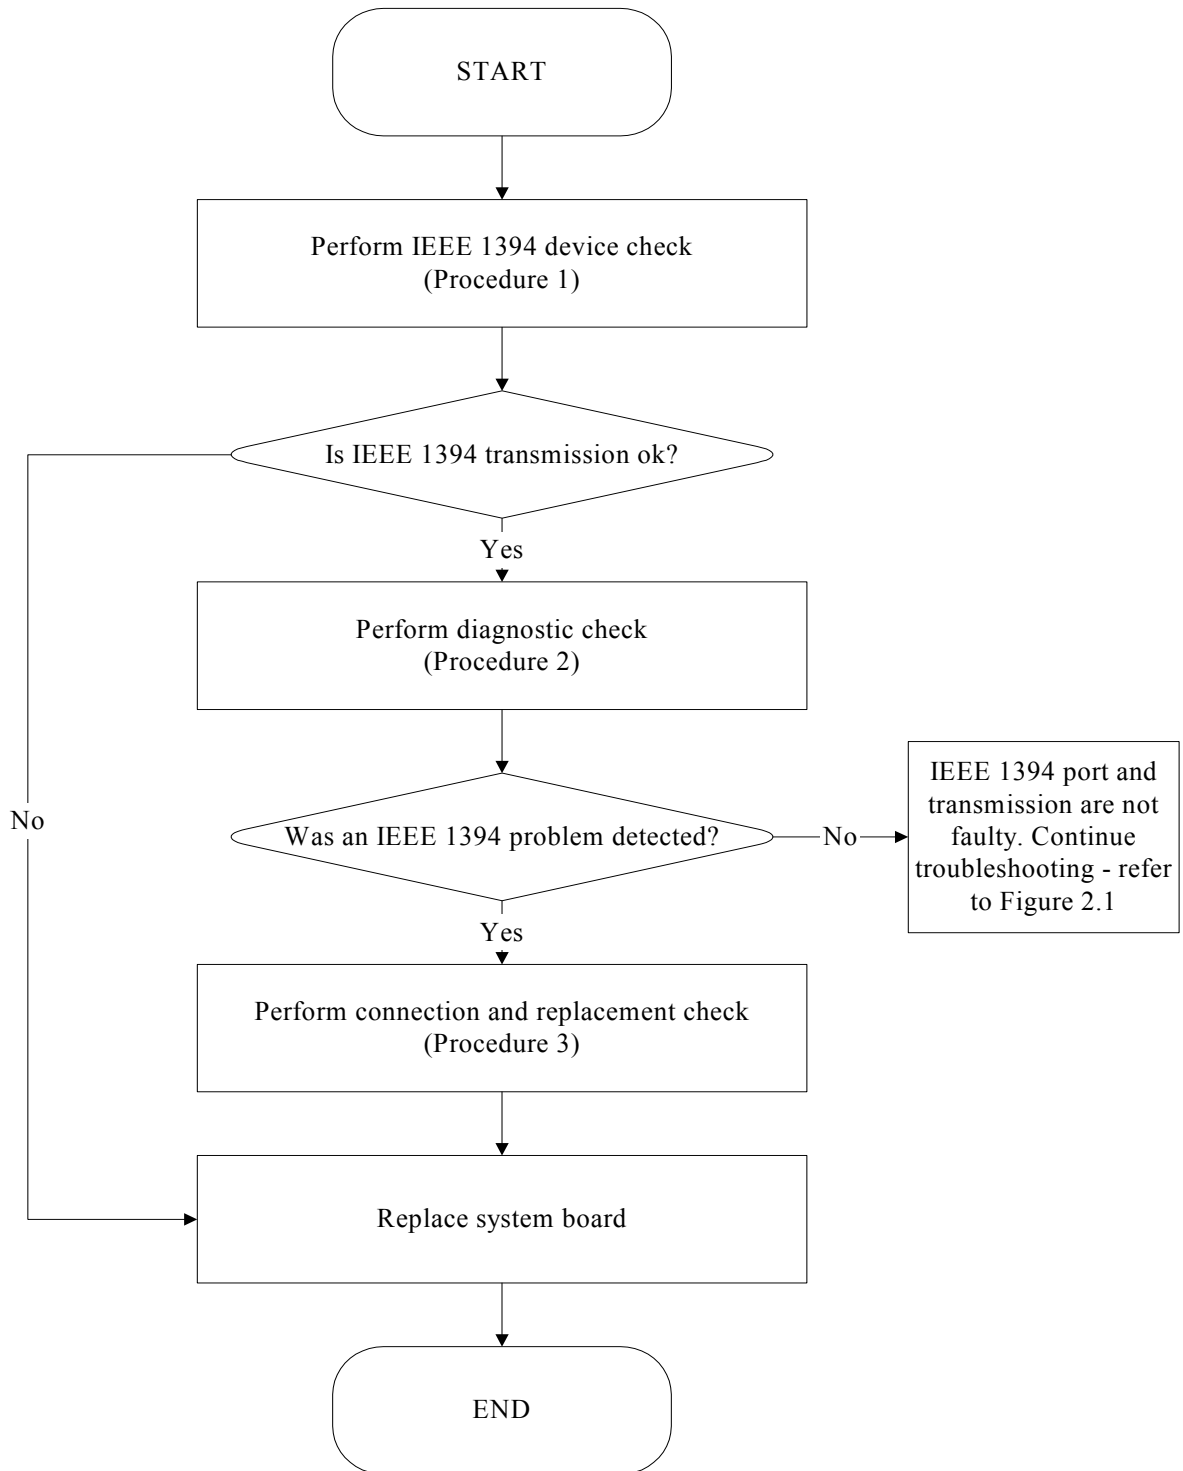 START
Perform IEEE 1394 device check
(Procedure 1)
Is IEEE 1394 transmission ok?
Yes
Perform diagnostic check
(Procedure 2)
No
Was an IEEE 1394 problem detected?
No
IEEE 1394 port and
transmission are not
faulty. Continue
troubleshooting - refer
to Figure 2.1
Yes
Perform connection and replacement check
(Procedure 3)
Replace system board
END